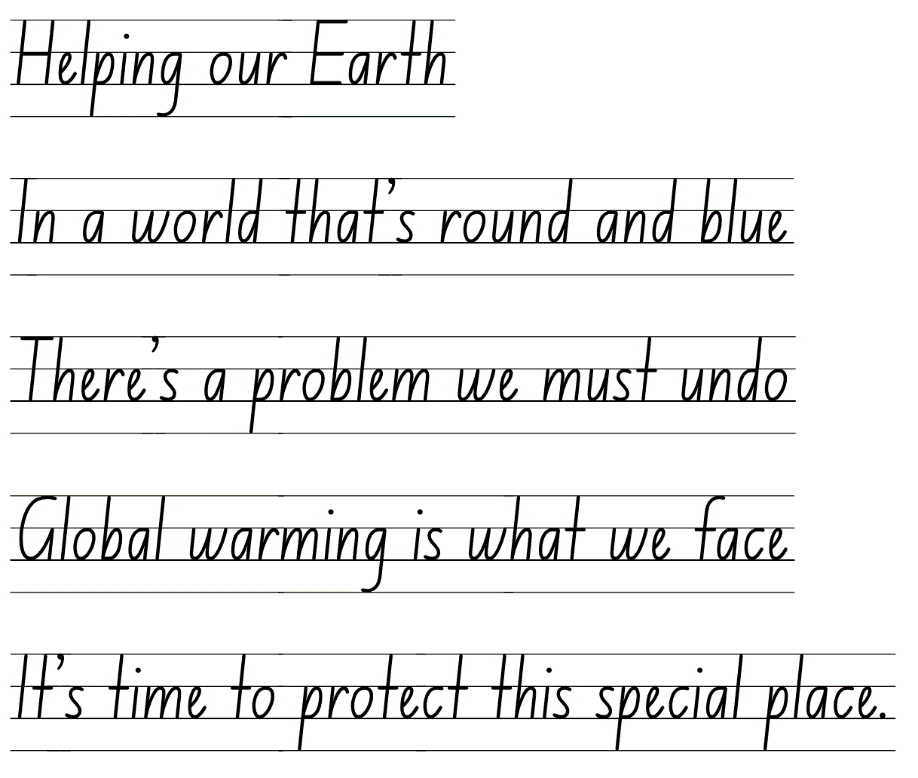 Helping our Earth
In a world that’s round and blue
There’s a problem we must undo
Global warming is what we face
It’s time to protect this special place.